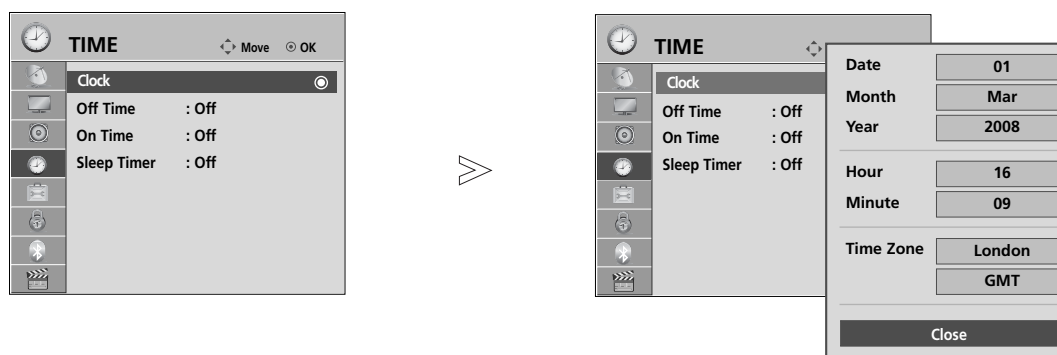 TIME
Move OK
Clock
Off Time : Off
On Time : Off
Sleep Timer : Off
TIME
Clock
Off Time : Off
On Time : Off
Sleep Timer : Off
Date 01
Month Mar
Year 2008
Hour 16
Minute 09
Time Zone London
GMT
Close